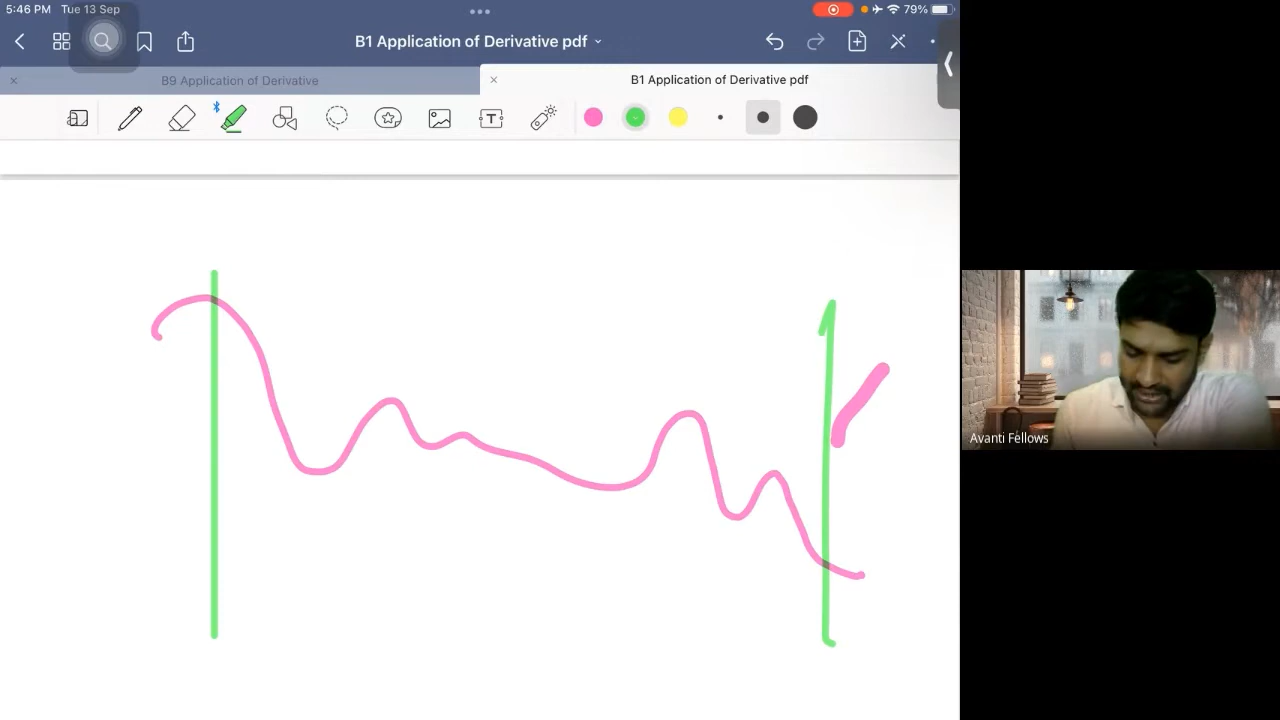 5:46 PM Tue 13 Sep
79%
B1 Application of Derivative pdf
B9 Application of Derivative
B1 Application of Derivative pdf
T
Avanti Fellows